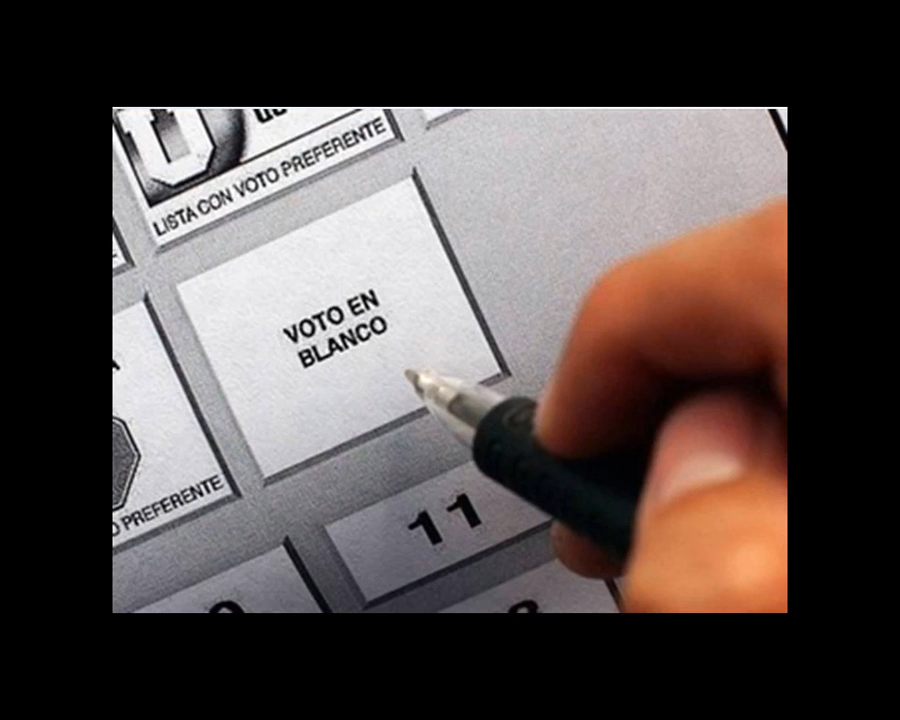 U
LISTA CON VOTO PREFERENTE
VOTO EN
BLANCO
PREFERENTE
11